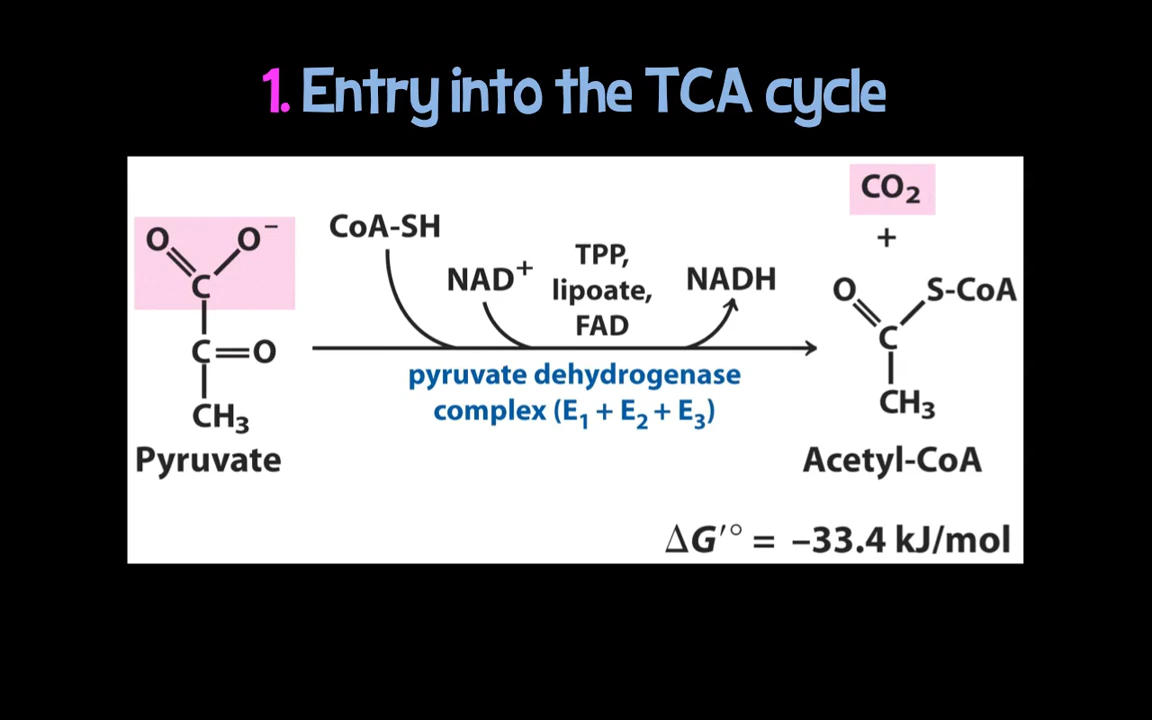 1. Entry into the TCA cycle
CO₂
+
O O⁻
C
C=O
CH₃
Pyruvate
CoA-SH
NAD⁺
TPP,
lipoate,
FAD
NADH
pyruvate dehydrogenase
complex (E₁ + E₂ + E₃)
O S-CoA
C
CH₃
Acetyl-CoA
ΔG′° = −33.4 kJ/mol